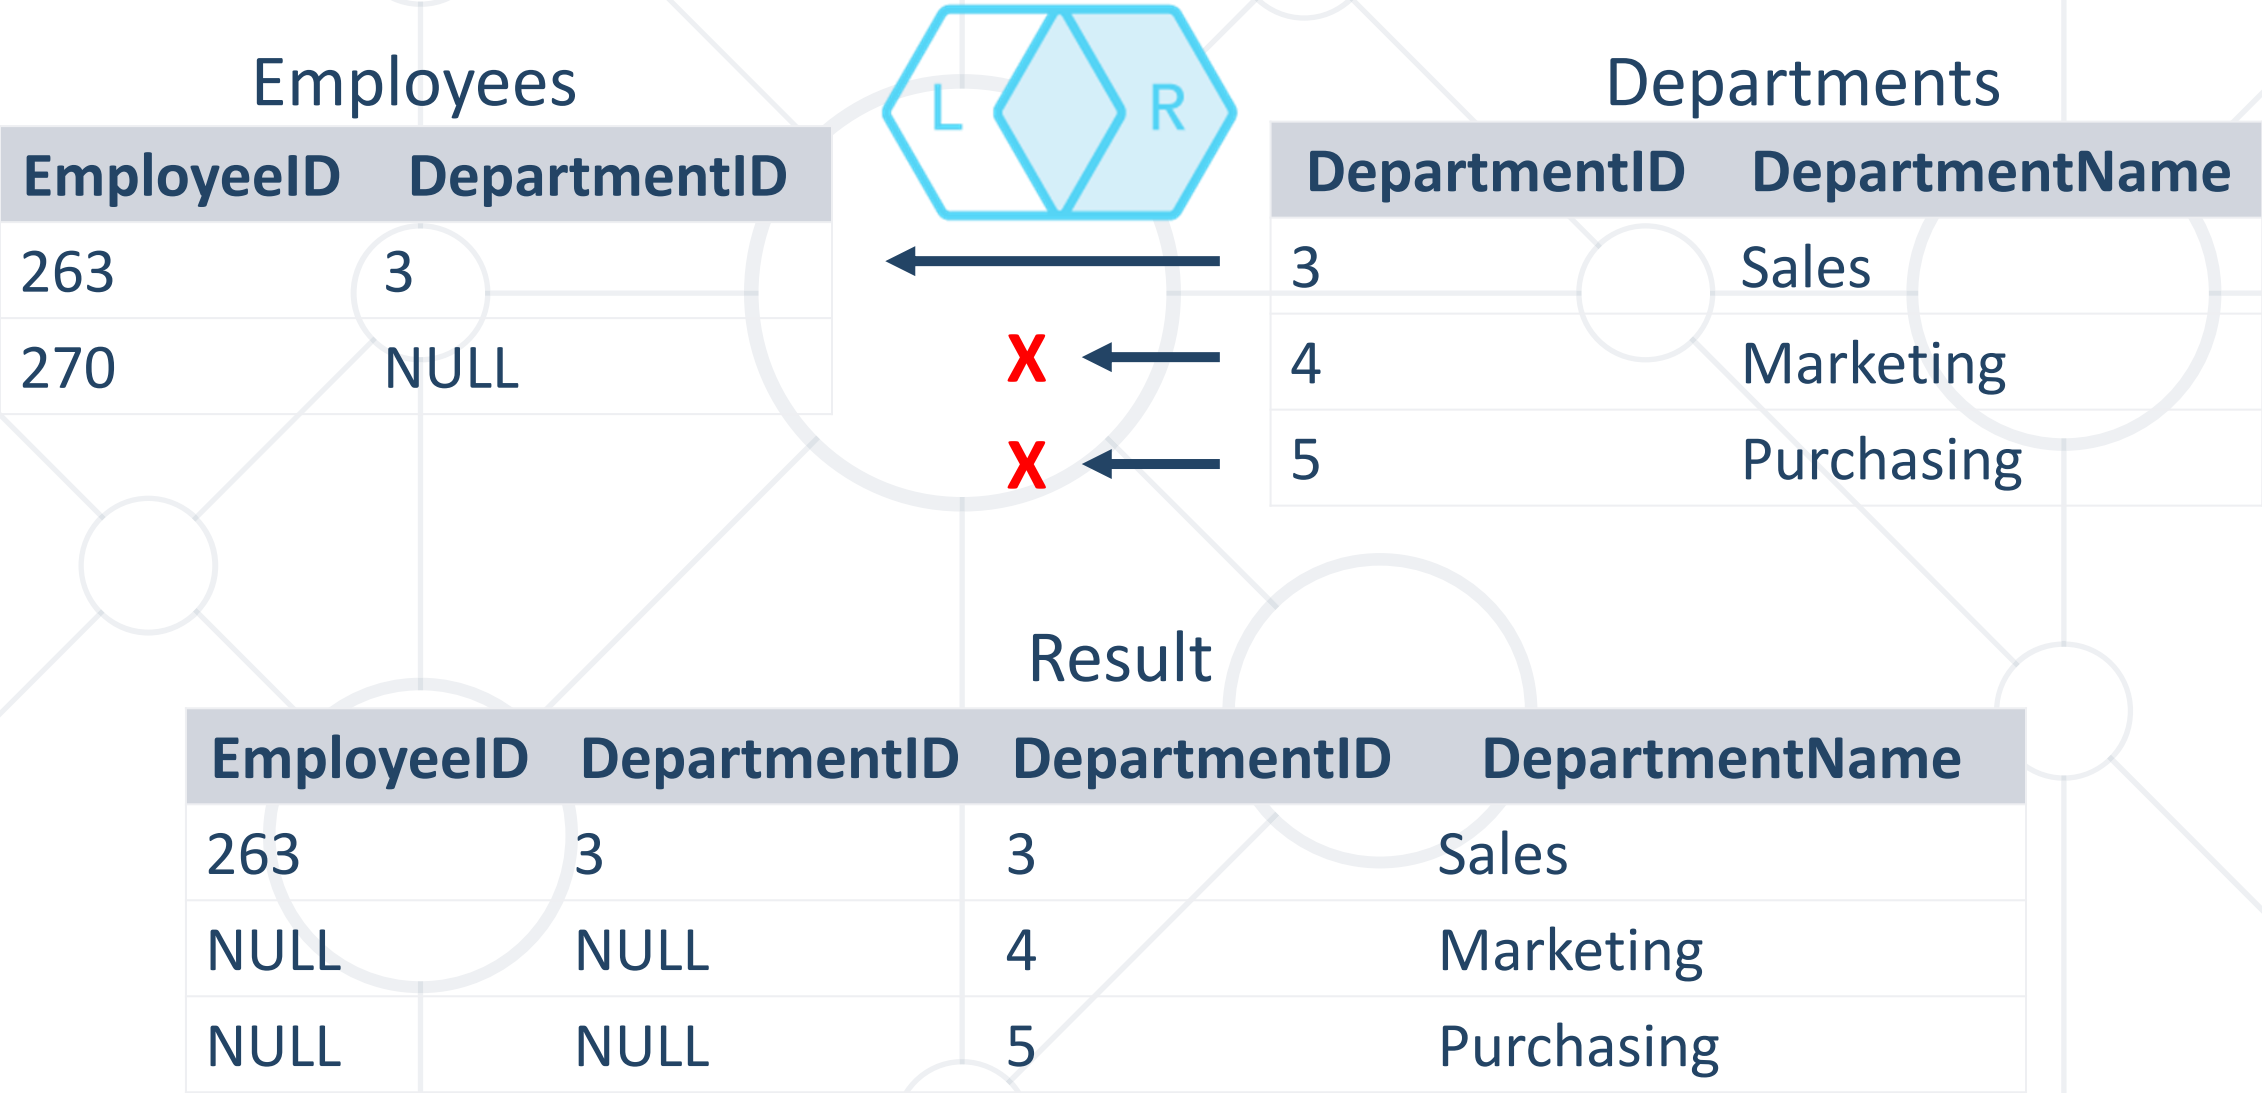 Employees
EmployeeID DepartmentID
263 3
270 NULL
L R
Departments
DepartmentID DepartmentName
3 Sales
X 4 Marketing
X 5 Purchasing
Result
EmployeeID DepartmentID DepartmentID DepartmentName
263 3 3 Sales
NULL NULL 4 Marketing
NULL NULL 5 Purchasing